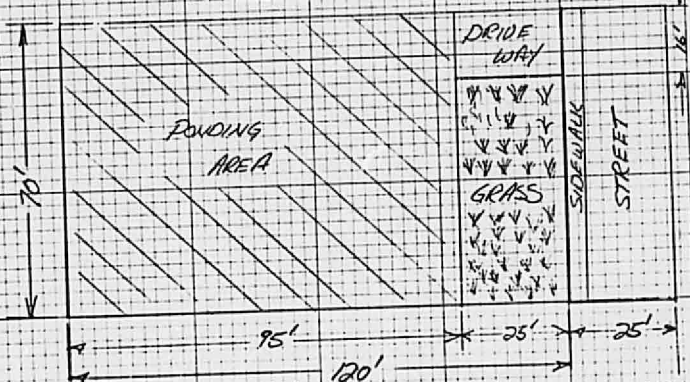 DRIVE
WAY
16'
PONDING
AREA
70'
GRASS
SIDEWALK
STREET
95'
25'
25'
120'